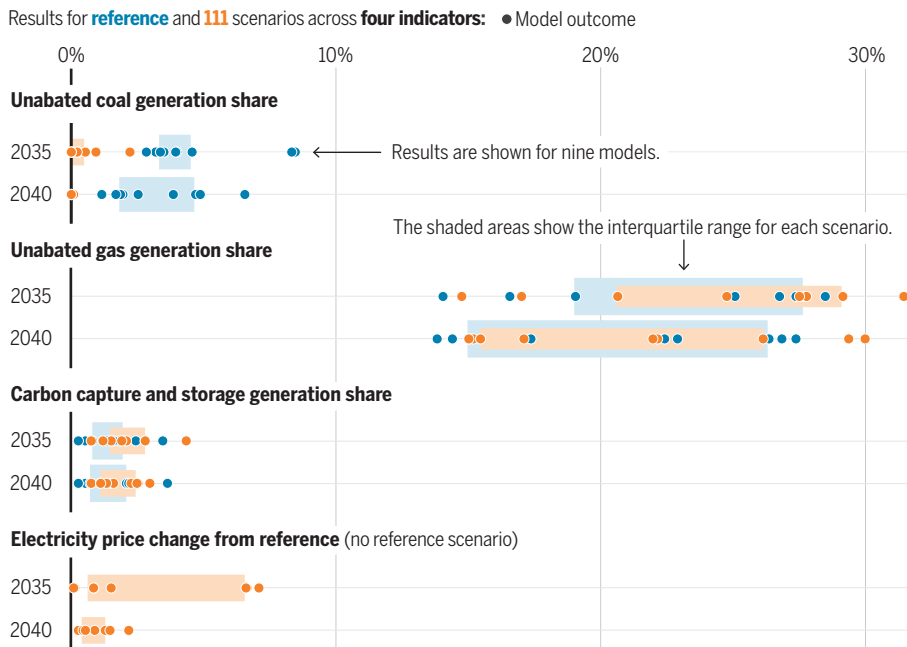 Results for reference and 111 scenarios across four indicators: ● Model outcome
0% 10% 20% 30%
Unabated coal generation share
2035
Results are shown for nine models.
2040
The shaded areas show the interquartile range for each scenario.
Unabated gas generation share
2035
2040
Carbon capture and storage generation share
2035
2040
Electricity price change from reference (no reference scenario)
2035
2040